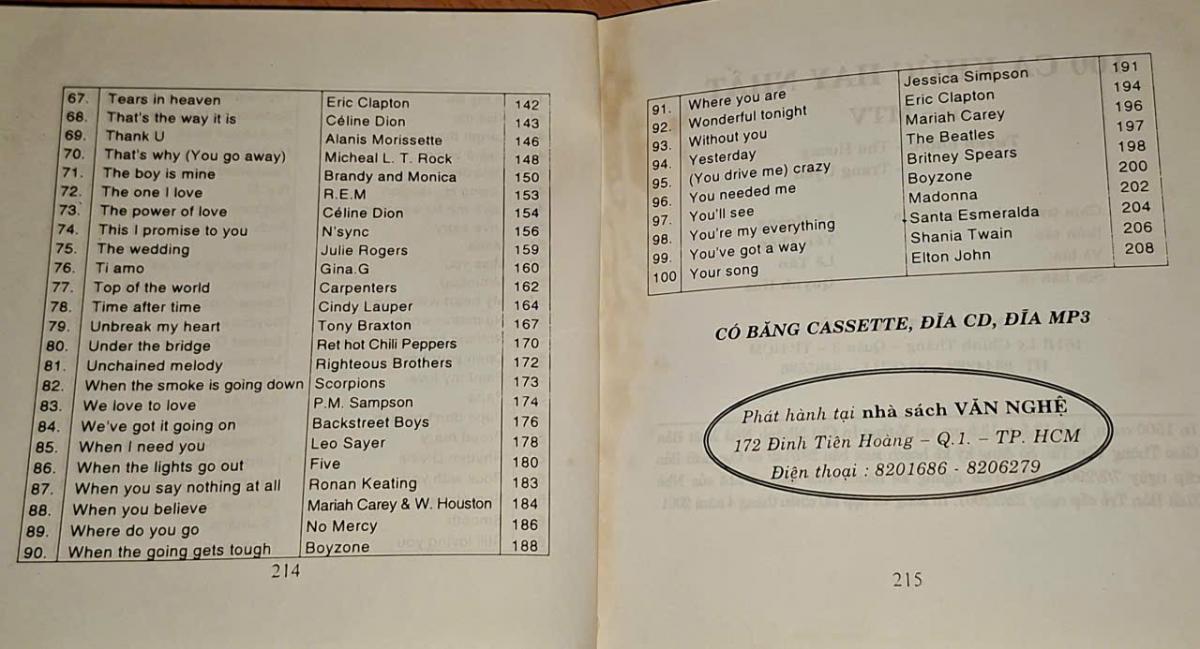 67. Tears in heaven Eric Clapton 142
68. That's the way it is Céline Dion 143
69. Thank U Alanis Morissette 146
70. That's why (You go away) Micheal L. T. Rock 148
71. The boy is mine Brandy and Monica 150
72. The one I love R.E.M 153
73. The power of love Céline Dion 154
74. This I promise to you N'sync 156
75. The wedding Julie Rogers 159
76. Ti amo Gina.G 160
77. Top of the world Carpenters 162
78. Time after time Cindy Lauper 164
79. Unbreak my heart Tony Braxton 167
80. Under the bridge Ret hot Chili Peppers 170
81. Unchained melody Righteous Brothers 172
82. When the smoke is going down Scorpions 173
83. We love to love P.M. Sampson 174
84. We've got it going on Backstreet Boys 176
85. When I need you Leo Sayer 178
86. When the lights go out Five 180
87. When you say nothing at all Ronan Keating 183
88. When you believe Mariah Carey & W. Houston 184
89. Where do you go No Mercy 186
90. When the going gets tough Boyzone 188
214
91. Where you are Jessica Simpson 191
92. Wonderful tonight Eric Clapton 194
93. Without you Mariah Carey 196
94. Yesterday The Beatles 197
95. (You drive me) crazy Britney Spears 198
96. You needed me Boyzone 200
97. You'll see Madonna 202
98. You're my everything Santa Esmeralda 204
99. You've got a way Shania Twain 206
100 Your song Elton John 208
CÓ BĂNG CASSETTE, ĐĨA CD, ĐĨA MP3
Phát hành tại nhà sách VĂN NGHỆ
172 Đinh Tiên Hoàng – Q.1. – TP. HCM
Điện thoại : 8201686 - 8206279
215